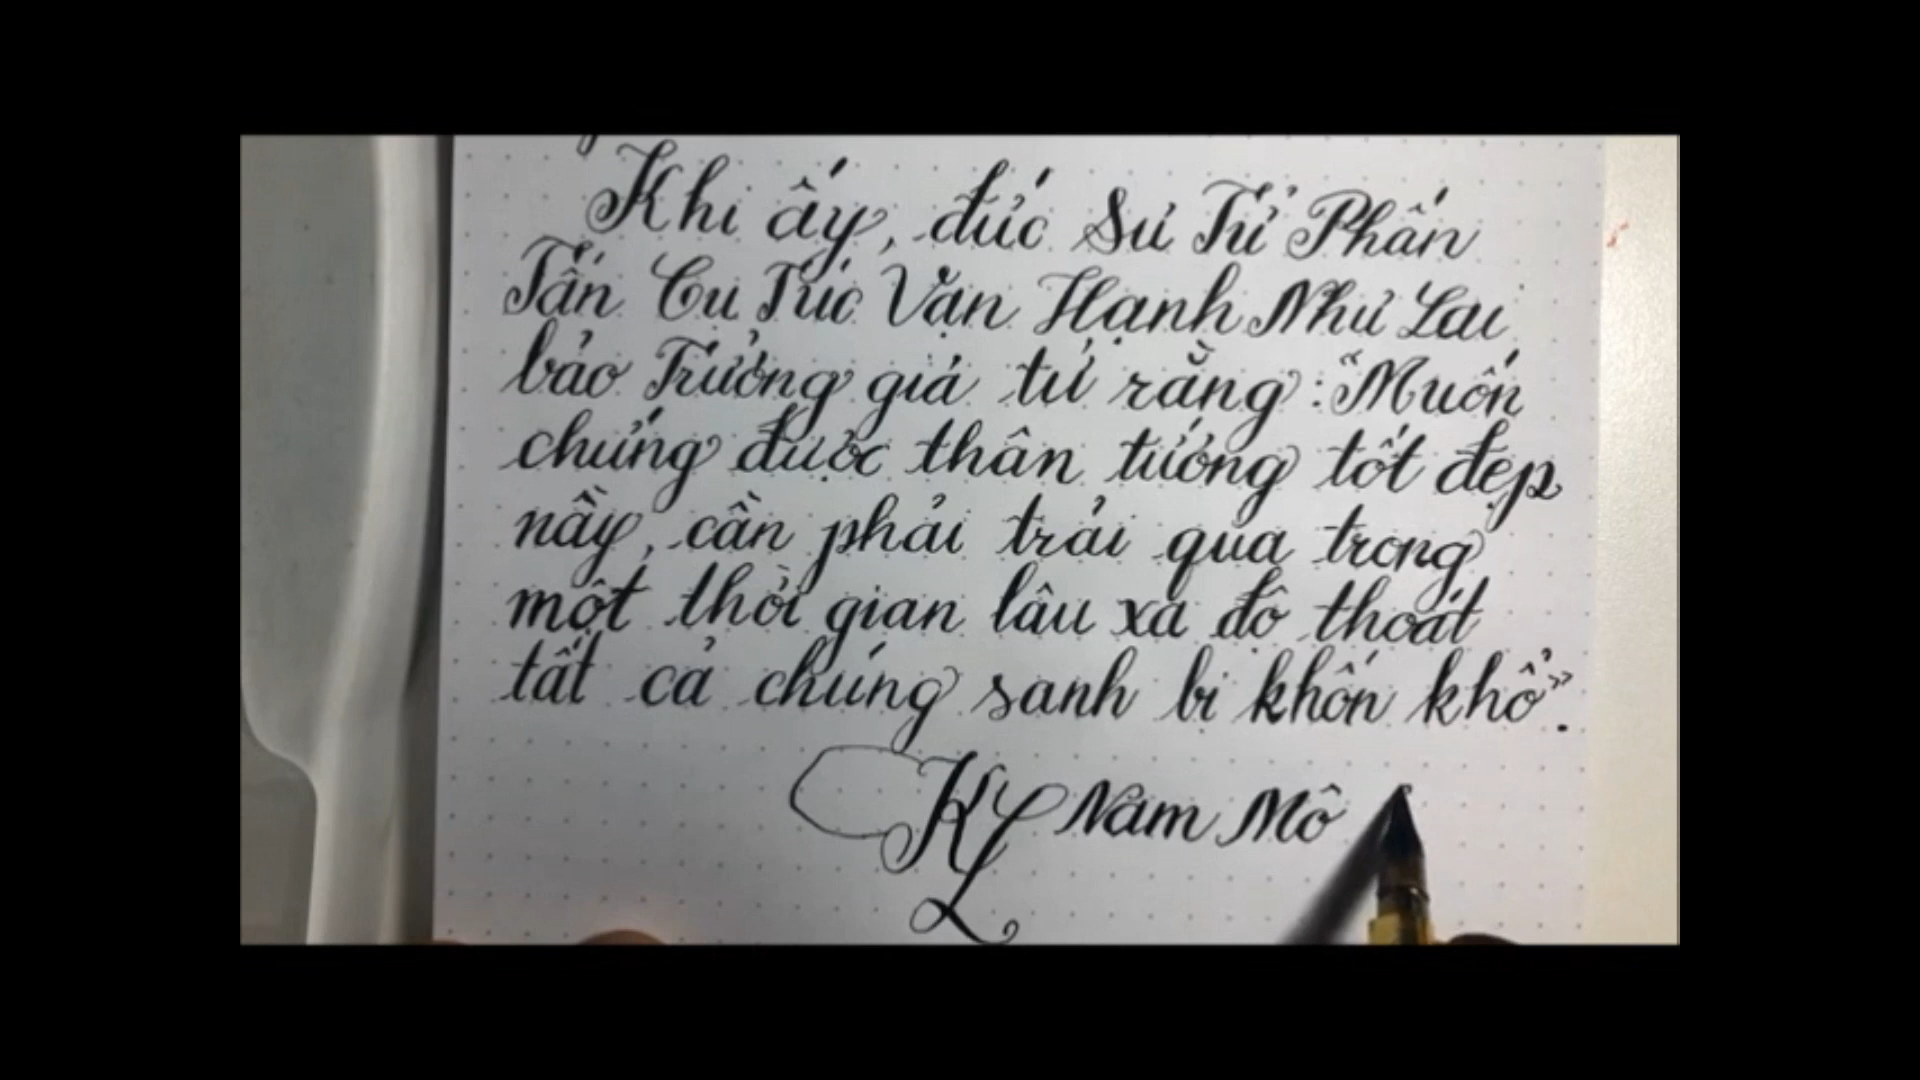 Khi ấy, đức Sư Tử Phấn
Tấn Cụ Túc Vạn Hạnh Như Lai
bảo Trưởng giả tử rằng: "Muốn
chứng được thân tướng tốt đẹp
nầy, cần phải trải qua trong
một thời gian lâu xa độ thoát
tất cả chúng sanh bị khốn khổ".
KL Nam Mô